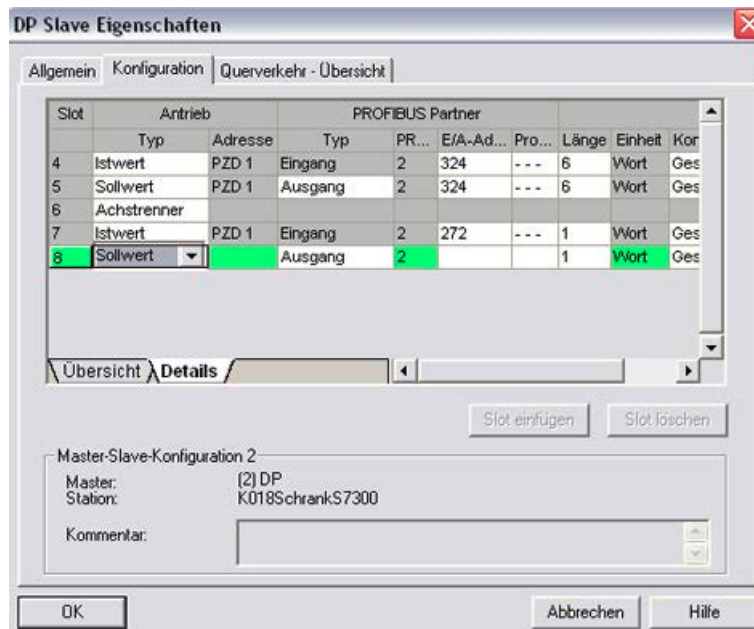 DP Slave Eigenschaften
Allgemein Konfiguration Querverkehr - Übersicht
Slot Antrieb PROFIBUS Partner
Typ Adresse Typ PR... E/A-Ad... Pro... Länge Einheit Kor
4 Istwert PZD 1 Eingang 2 324 - - - 6 Wort Ges
5 Sollwert PZD 1 Ausgang 2 324 - - - 6 Wort Ges
6 Achstrenner
7 Istwert PZD 1 Eingang 2 272 - - - 1 Wort Ges
8 Sollwert Ausgang 2 1 Wort Ges
Übersicht Details
Slot einfügen Slot löschen
Master-Slave-Konfiguration 2
Master: (2) DP
Station: K018SchrankS7300
Kommentar:
OK Abbrechen Hilfe